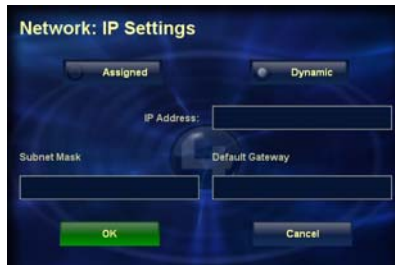 Network: IP Settings
Assigned Dynamic
IP Address:
Subnet Mask Default Gateway
OK Cancel